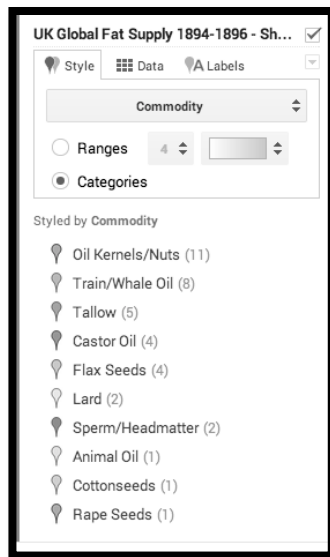 UK Global Fat Supply 1894-1896 - Sh...
Style Data A Labels
Commodity
Ranges 4
Categories
Styled by Commodity
Oil Kernels/Nuts (11)
Train/Whale Oil (8)
Tallow (5)
Castor Oil (4)
Flax Seeds (4)
Lard (2)
Sperm/Headmatter (2)
Animal Oil (1)
Cottonseeds (1)
Rape Seeds (1)